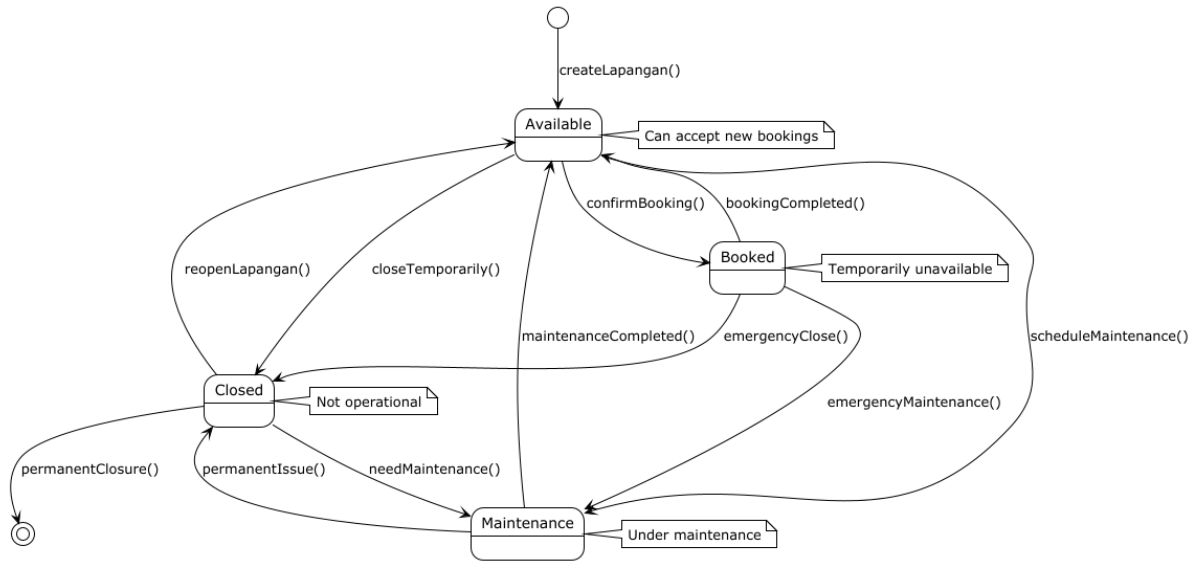 createLapangan()
Available
Can accept new bookings
confirmBooking()
bookingCompleted()
Booked
Temporarily unavailable
reopenLapangan()
closeTemporarily()
maintenanceCompleted()
emergencyClose()
scheduleMaintenance()
Closed
Not operational
emergencyMaintenance()
permanentClosure()
permanentIssue()
needMaintenance()
Maintenance
Under maintenance